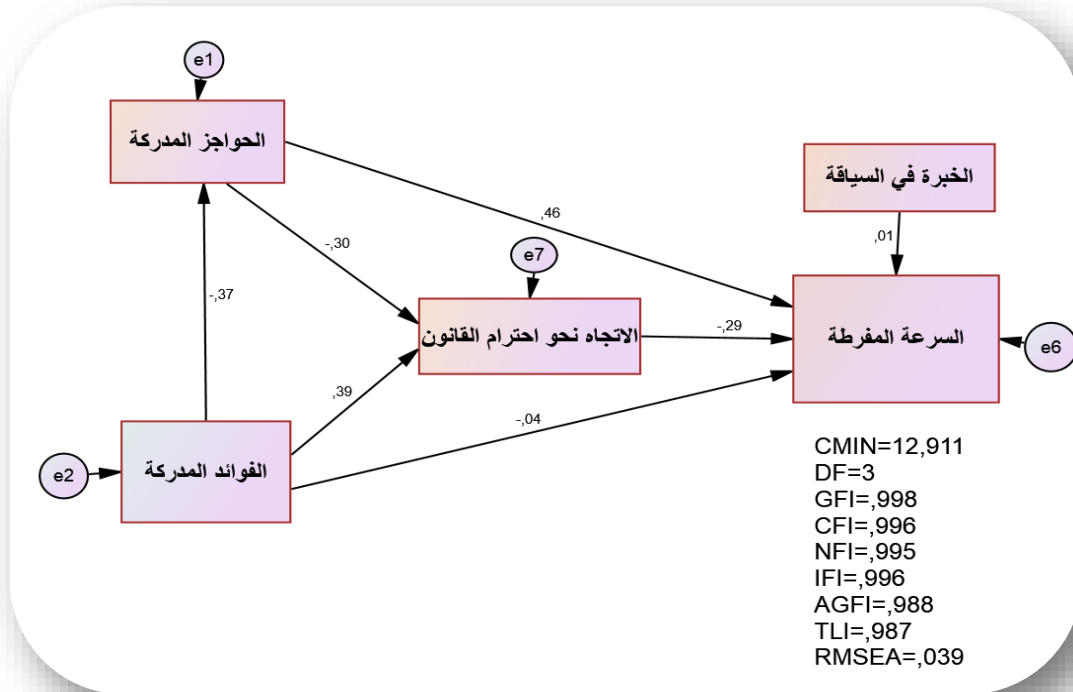 e1
الحواجز المدركة
الخبرة في السياقة
,46
,01
-,30
e7
-,37
الاتجاه نحو احترام القانون
-,29
السرعة المفرطة
e6
,39
-,04
الفوائد المدركة
e2
CMIN=12,911
DF=3
GFI=,998
CFI=,996
NFI=,995
IFI=,996
AGFI=,988
TLI=,987
RMSEA=,039